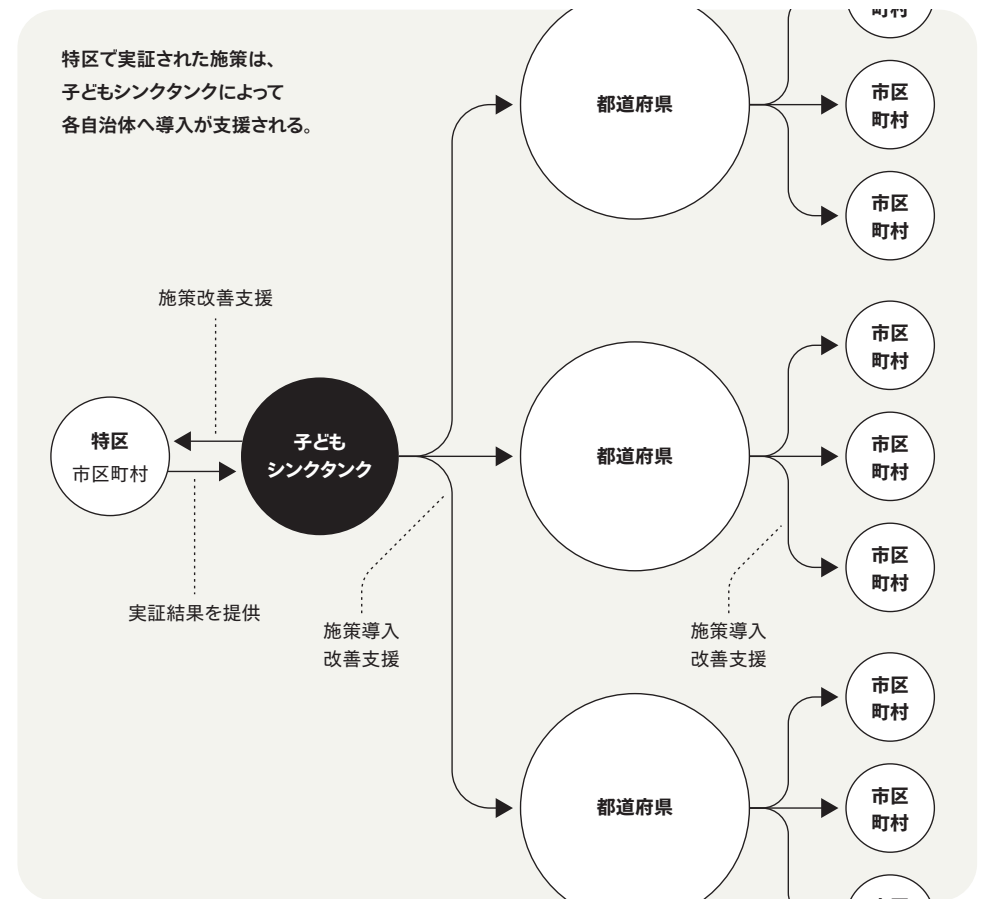 特区で実証された施策は、
子どもシンクタンクによって
各自治体へ導入が支援される。
町村
都道府県
市区
町村
市区
町村
施策改善支援
特区
市区町村
子ども
シンクタンク
実証結果を提供
施策導入
改善支援
都道府県
市区
町村
市区
町村
市区
町村
施策導入
改善支援
都道府県
市区
町村
市区
町村